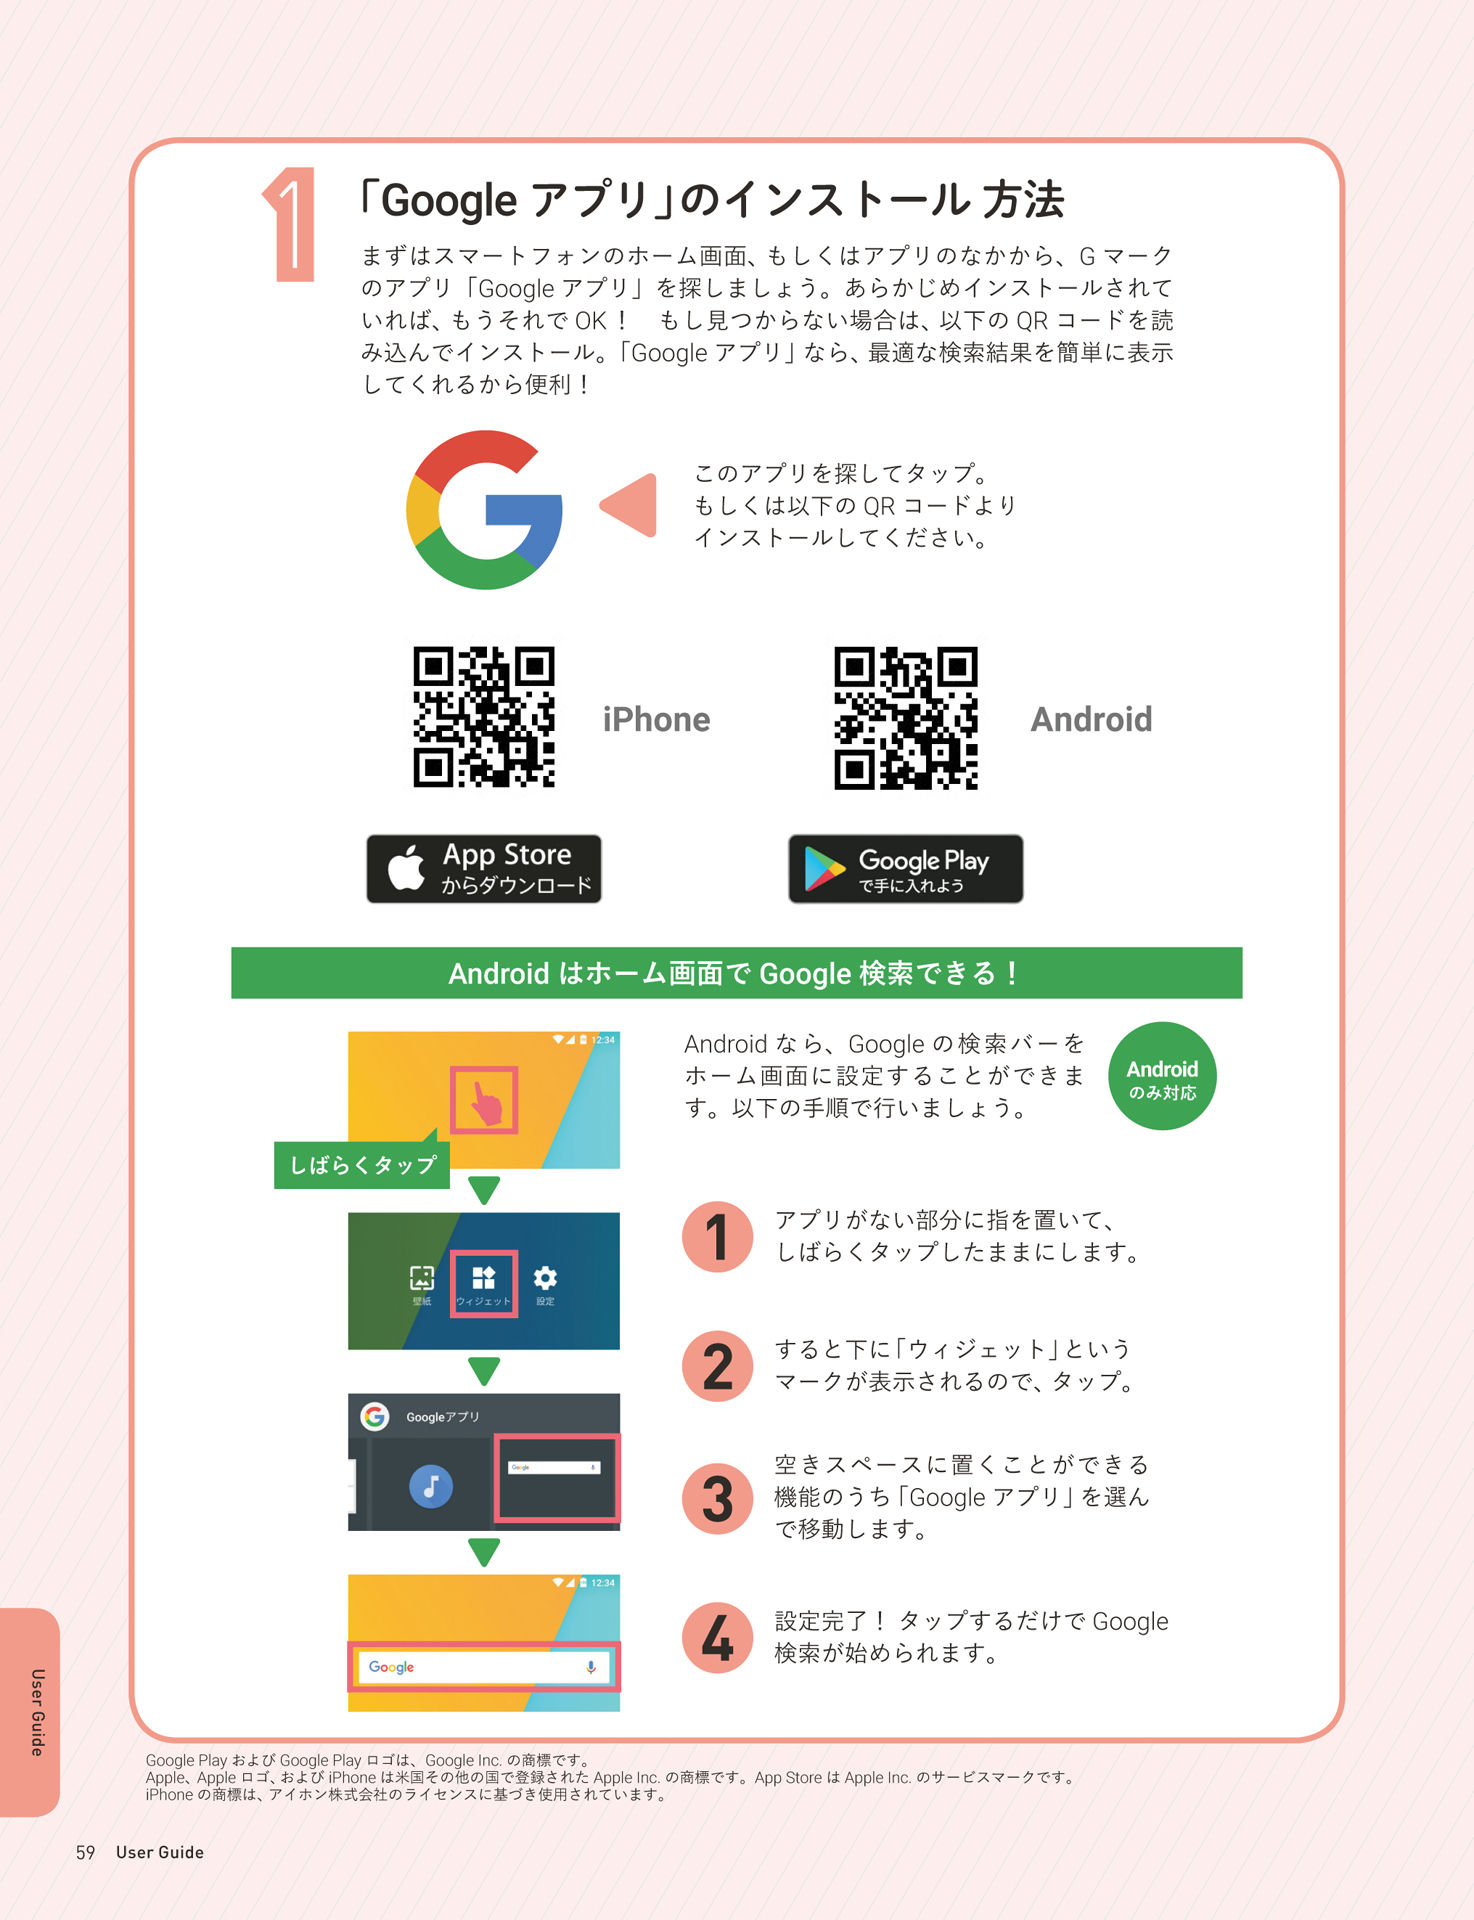 1
「Google アプリ」のインストール 方法
まずはスマートフォンのホーム画面、もしくはアプリのなかから、G マーク
のアプリ「Google アプリ」を探しましょう。あらかじめインストールされて
いれば、もうそれで OK！　もし見つからない場合は、以下の QR コードを読
み込んでインストール。「Google アプリ」なら、最適な検索結果を簡単に表示
してくれるから便利！
このアプリを探してタップ。
もしくは以下の QR コードより
インストールしてください。
iPhone
Android
App Store
からダウンロード
Google Play
で手に入れよう
Android はホーム画面で Google 検索できる！
12:34
しばらくタップ
壁紙
ウィジェット
設定
Googleアプリ
Google
12:34
Google
Android なら、Google の検索バーを
ホーム画面に設定することができま
す。以下の手順で行いましょう。
Android
のみ対応
1
アプリがない部分に指を置いて、
しばらくタップしたままにします。
2
すると下に「ウィジェット」という
マークが表示されるので、タップ。
3
空きスペースに置くことができる
機能のうち「Google アプリ」を選ん
で移動します。
4
設定完了！ タップするだけで Google
検索が始められます。
Google Play および Google Play ロゴは、Google Inc. の商標です。
Apple、Apple ロゴ、および iPhone は米国その他の国で登録された Apple Inc. の商標です。App Store は Apple Inc. のサービスマークです。
iPhone の商標は、アイホン株式会社のライセンスに基づき使用されています。
User Guide
59 User Guide